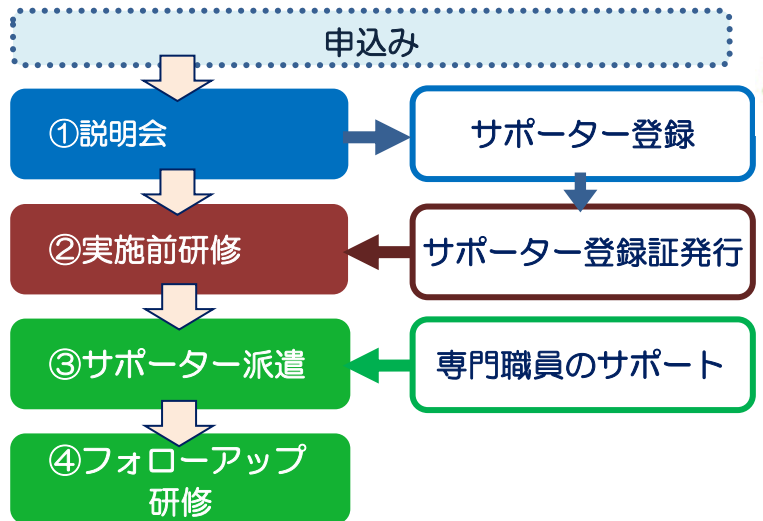 申込み
①説明会
サポーター登録
②実施前研修
サポーター登録証発行
③サポーター派遣
専門職員のサポート
④フォローアップ
研修